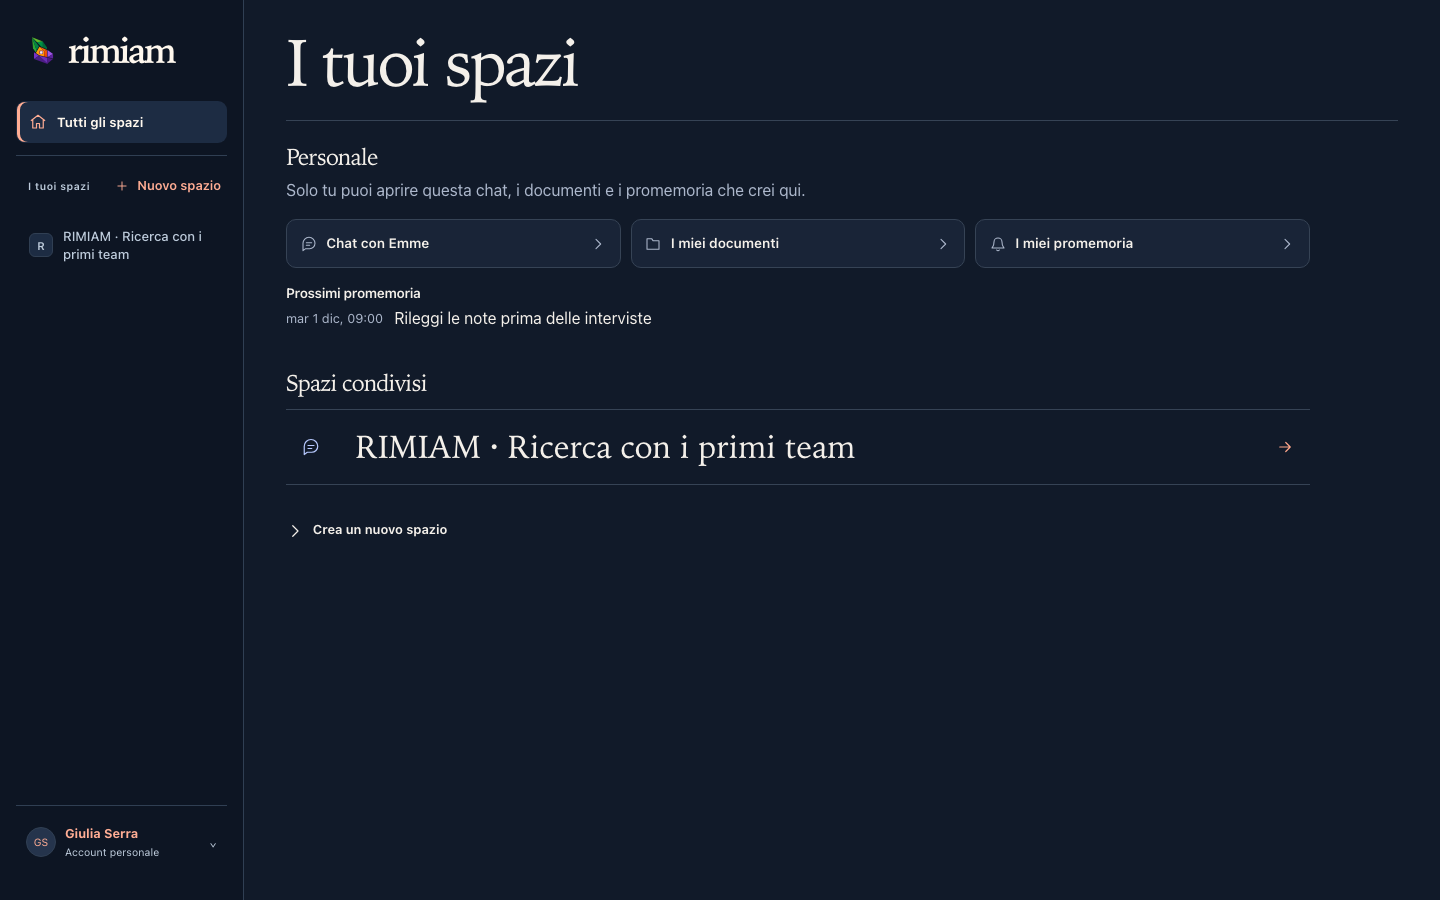 rimiam
Tutti gli spazi
I tuoi spazi
+ Nuovo spazio
R
RIMIAM · Ricerca con i
primi team
GS
Giulia Serra
Account personale
I tuoi spazi
Personale
Solo tu puoi aprire questa chat, i documenti e i promemoria che crei qui.
Chat con Emme
I miei documenti
I miei promemoria
Prossimi promemoria
mar 1 dic, 09:00 Rileggi le note prima delle interviste
Spazi condivisi
RIMIAM · Ricerca con i primi team
Crea un nuovo spazio